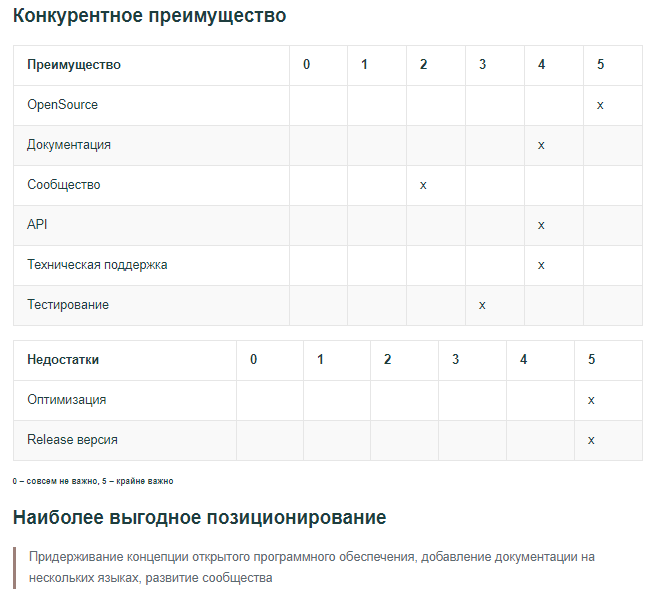 Конкурентное преимущество
Преимущество 0 1 2 3 4 5
OpenSource x
Документация x
Сообщество x
API x
Техническая поддержка x
Тестирование x
Недостатки 0 1 2 3 4 5
Оптимизация x
Release версия x
0 – совсем не важно, 5 – крайне важно
Наиболее выгодное позиционирование
Придерживание концепции открытого программного обеспечения, добавление документации на
нескольких языках, развитие сообщества